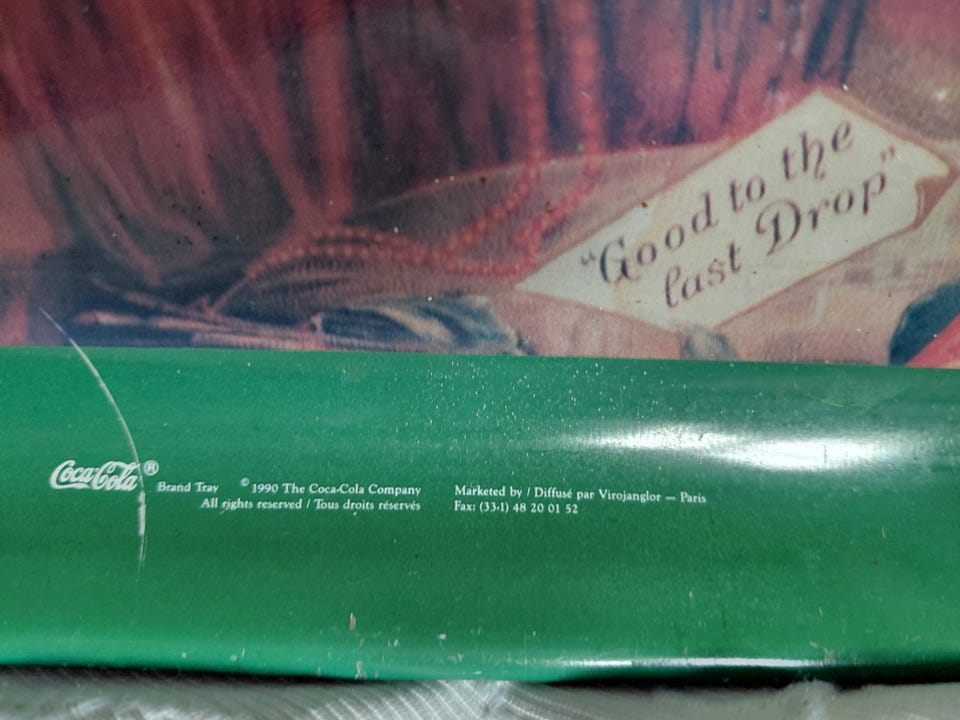 "Good to the
last Drop"
Coca-Cola® Brand Tray © 1990 The Coca-Cola Company
All rights reserved / Tous droits réservés
Marketed by / Diffusé par Virojanglor — Paris
Fax: (33-1) 48 20 01 52